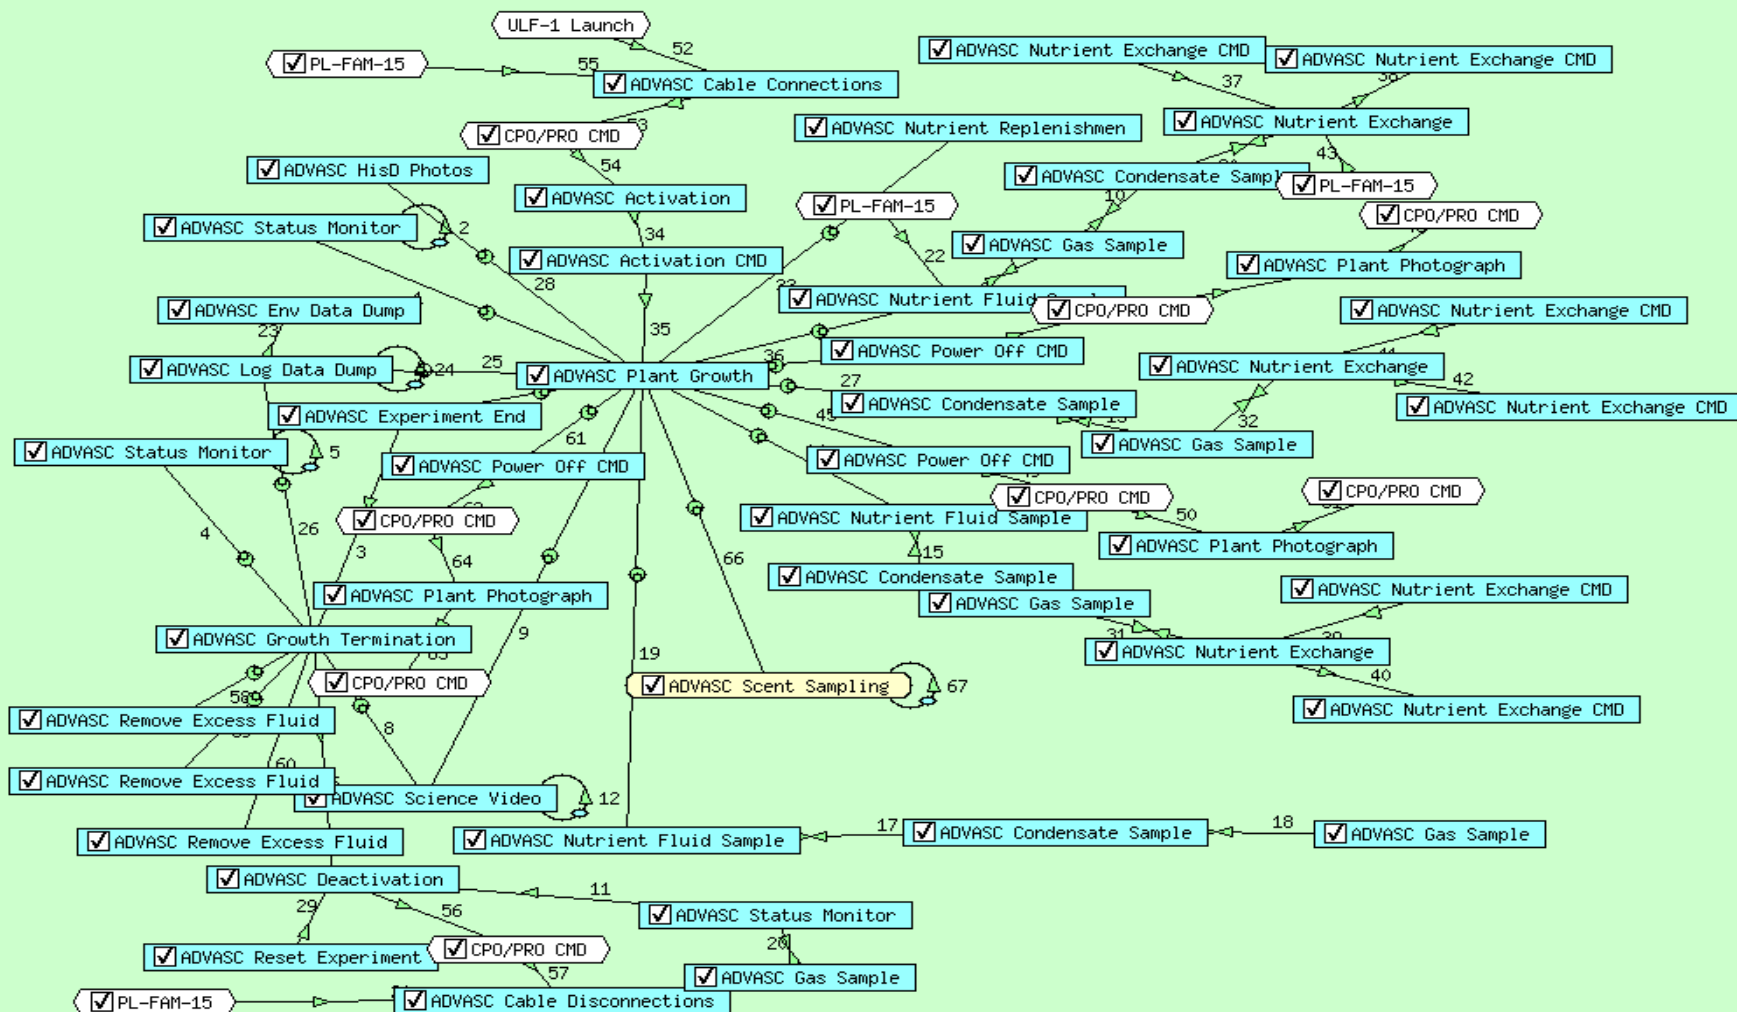 ULF-1 Launch
52
ADVASC Nutrient Exchange CMD
ADVASC Nutrient Exchange CMD
PL-FAM-15
55
37
ADVASC Cable Connections
ADVASC Nutrient Exchange
ADVASC Nutrient Replenishmen
CPO/PRO CMD
54
43
ADVASC HisD Photos
ADVASC Condensate Sampl
PL-FAM-15
ADVASC Activation
10
PL-FAM-15
CPO/PRO CMD
ADVASC Status Monitor
2
34
ADVASC Gas Sample
22
ADVASC Activation CMD
ADVASC Plant Photograph
28
ADVASC Nutrient Fluid
ADVASC Env Data Dump
CPO/PRO CMD
ADVASC Nutrient Exchange CMD
23
35
36
ADVASC Power Off CMD
ADVASC Log Data Dump
24
25
ADVASC Plant Growth
ADVASC Nutrient Exchange
27
42
ADVASC Condensate Sample
ADVASC Nutrient Exchange CMD
ADVASC Experiment End
45
32
61
ADVASC Gas Sample
ADVASC Status Monitor
5
ADVASC Power Off CMD
ADVASC Power Off CMD
CPO/PRO CMD
CPO/PRO CMD
CPO/PRO CMD
ADVASC Nutrient Fluid Sample
50
4
26
3
64
66
15
ADVASC Plant Photograph
ADVASC Condensate Sample
ADVASC Nutrient Exchange CMD
ADVASC Plant Photograph
ADVASC Gas Sample
9
31
ADVASC Growth Termination
ADVASC Nutrient Exchange
19
40
CPO/PRO CMD
ADVASC Scent Sampling
67
58
ADVASC Nutrient Exchange CMD
ADVASC Remove Excess Fluid
8
60
ADVASC Remove Excess Fluid
ADVASC Science Video
12
ADVASC Remove Excess Fluid
ADVASC Nutrient Fluid Sample
17
ADVASC Condensate Sample
18
ADVASC Gas Sample
ADVASC Deactivation
11
29
56
ADVASC Status Monitor
20
ADVASC Reset Experiment
CPO/PRO CMD
57
ADVASC Gas Sample
PL-FAM-15
ADVASC Cable Disconnections